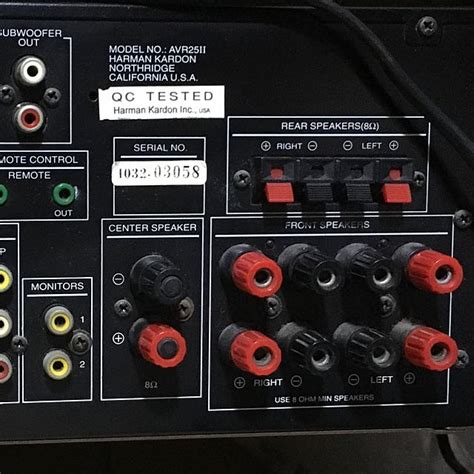 SUBWOOFER
OUT
MODEL NO.: AVR25II
HARMAN KARDON
NORTHRIDGE
CALIFORNIA U.S.A.
QC TESTED
Harman Kardon Inc., USA
SERIAL NO.
1032-03058
REAR SPEAKERS(8Ω)
⊕ RIGHT ⊖ ⊖ LEFT ⊕
MOTE CONTROL
REMOTE
OUT
CENTER SPEAKER
⊖
⊕
8Ω
FRONT SPEAKERS
⊕ RIGHT ⊖ ⊖ LEFT ⊕
USE 8 OHM MIN SPEAKERS
P
MONITORS
1
2